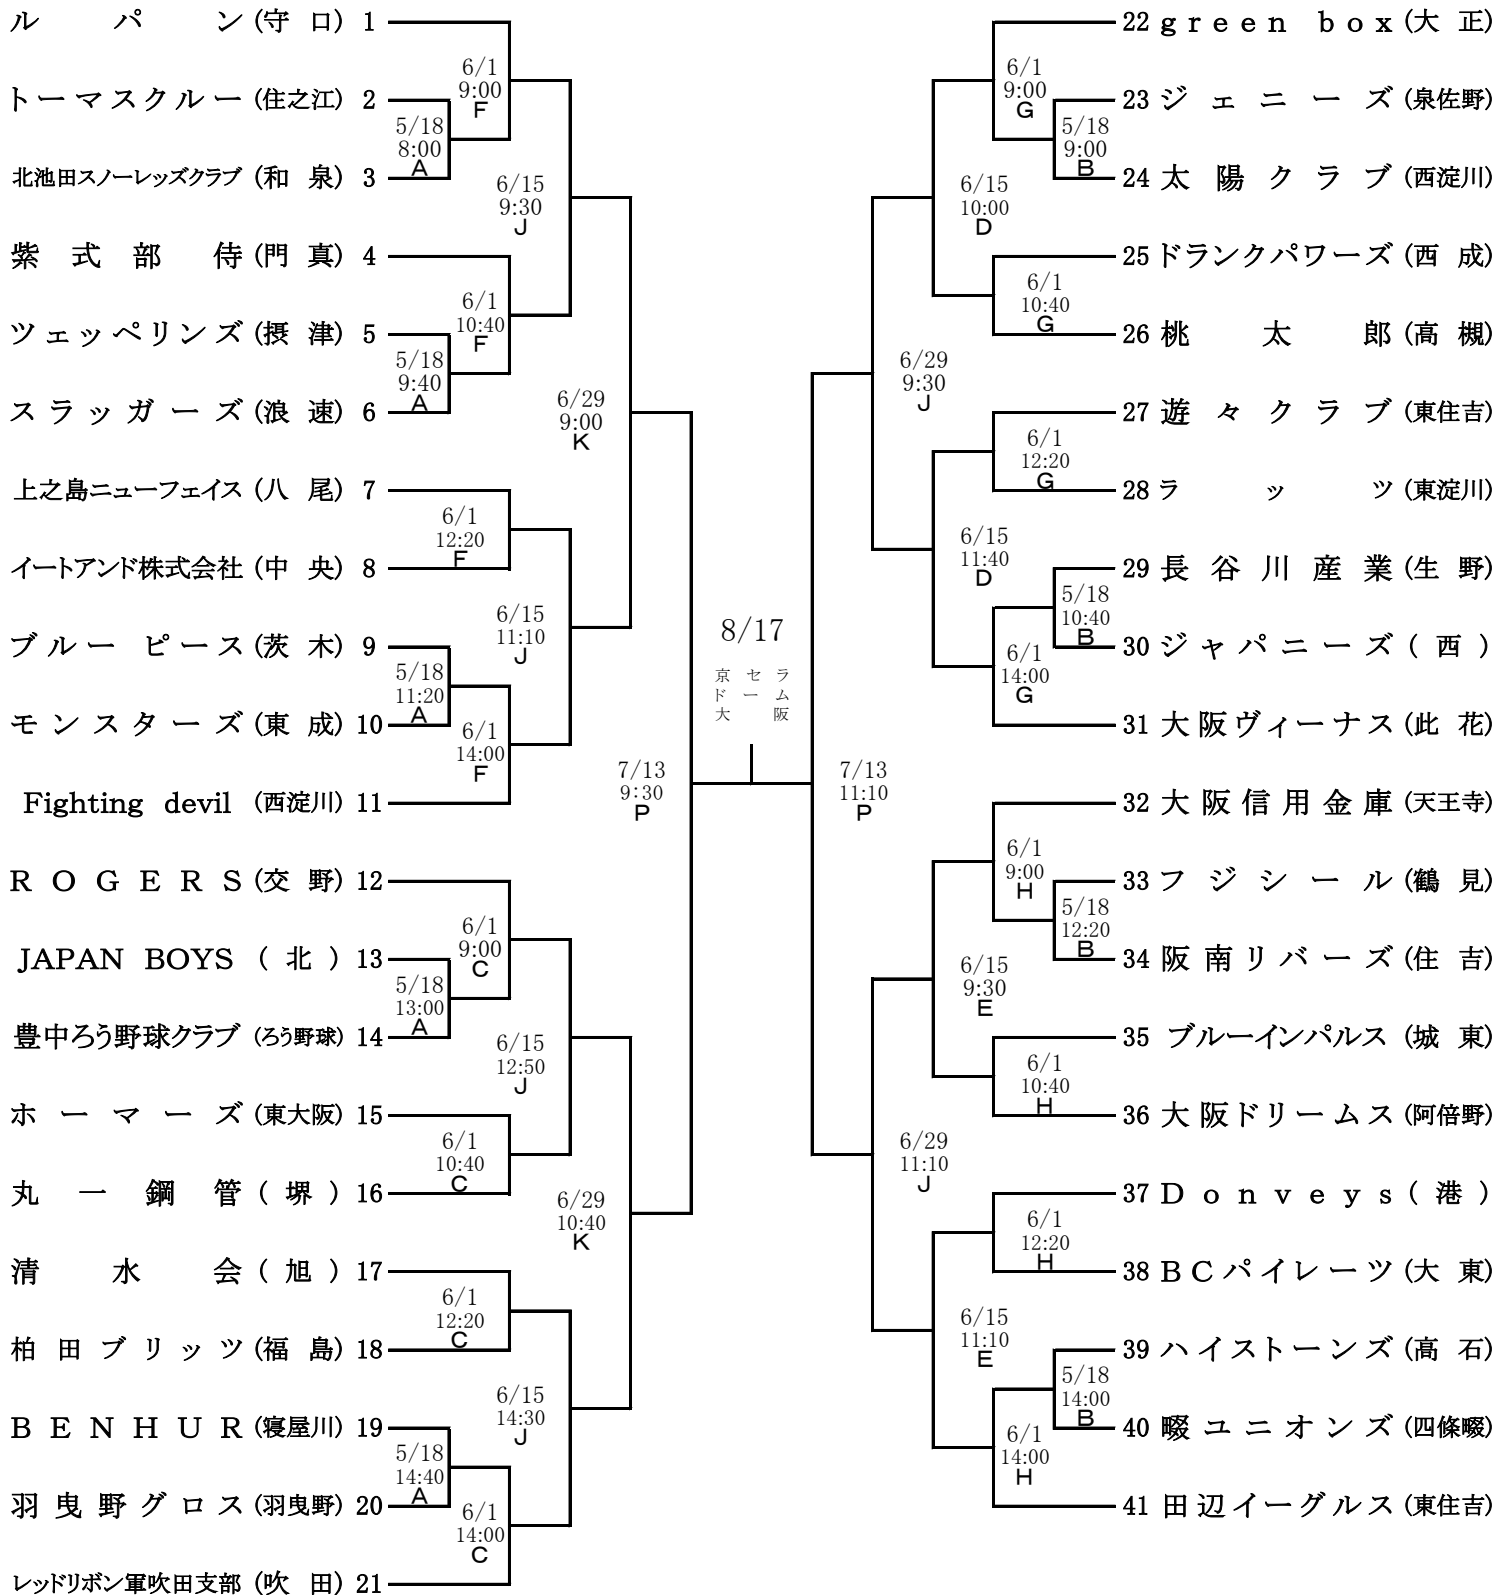 ルパン (守口) 1
6/1
9:00
F
トーマスクルー (住之江) 2
5/18
8:00
A
北池田スノーレッズクラブ (和泉) 3
6/15
9:30
J
紫式部侍 (門真) 4
6/1
10:40
F
ツェッペリンズ (摂津) 5
5/18
9:40
A
スラッガーズ (浪速) 6
6/29
9:00
K
上之島ニューフェイス (八尾) 7
6/1
12:20
F
イートアンド株式会社 (中央) 8
6/15
11:10
J
ブルーピース (茨木) 9
5/18
11:20
A
モンスターズ (東成) 10
6/1
14:00
F
Fighting devil (西淀川) 11
7/13
9:30
P
ROGERS (交野) 12
6/1
9:00
C
JAPAN BOYS (北) 13
5/18
13:00
A
豊中ろう野球クラブ (ろう野球) 14
6/15
12:50
J
ホーマーズ (東大阪) 15
6/1
10:40
C
丸一鋼管 (堺) 16
6/29
10:40
K
清水会 (旭) 17
6/1
12:20
C
柏田ブリッツ (福島) 18
6/15
14:30
J
BENHUR (寝屋川) 19
5/18
14:40
A
羽曳野グロス (羽曳野) 20
6/1
14:00
C
レッドリボン軍吹田支部 (吹田) 21
8/17
京セラ
ドーム
大阪
22 green box (大正)
6/1
9:00
G
23 ジェニーズ (泉佐野)
5/18
9:00
B
24 太陽クラブ (西淀川)
6/15
10:00
D
25 ドランクパワーズ (西成)
6/1
10:40
G
26 桃太郎 (高槻)
6/29
9:30
J
27 遊々クラブ (東住吉)
6/1
12:20
G
28 ラッツ (東淀川)
6/15
11:40
D
29 長谷川産業 (生野)
5/18
10:40
B
30 ジャパニーズ (西)
6/1
14:00
G
31 大阪ヴィーナス (此花)
7/13
11:10
P
32 大阪信用金庫 (天王寺)
6/1
9:00
H
33 フジシール (鶴見)
5/18
12:20
B
34 阪南リバーズ (住吉)
6/15
9:30
E
35 ブルーインパルス (城東)
6/1
10:40
H
36 大阪ドリームス (阿倍野)
6/29
11:10
J
37 Donveys (港)
6/1
12:20
H
38 BCパイレーツ (大東)
6/15
11:10
E
39 ハイストーンズ (高石)
5/18
14:00
B
40 畷ユニオンズ (四條畷)
6/1
14:00
H
41 田辺イーグルス (東住吉)